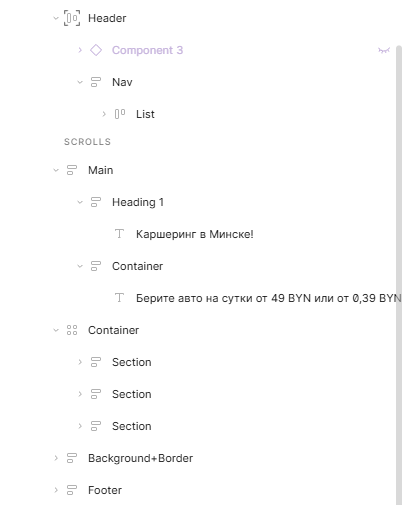 Header
Component 3
Nav
List
SCROLLS
Main
Heading 1
Каршеринг в Минске!
Container
Берите авто на сутки от 49 BYN или от 0,39 BYN
Container
Section
Section
Section
Background+Border
Footer